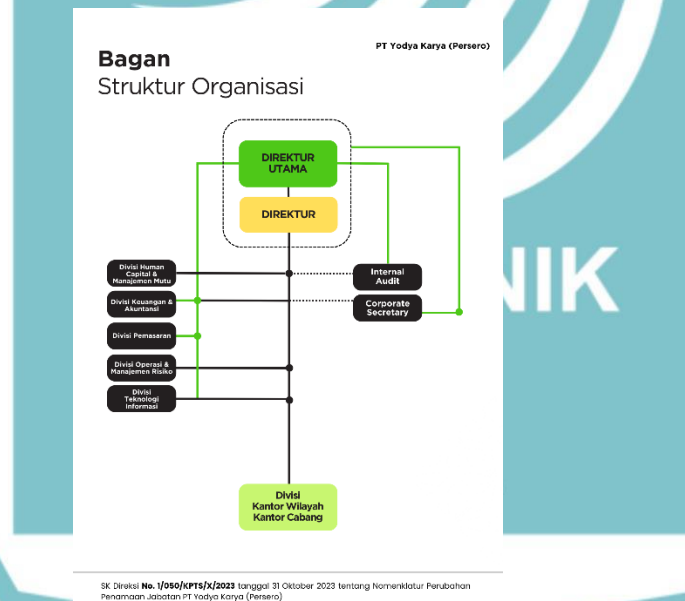 PT Yodya Karya (Persero)
Bagan
Struktur Organisasi
DIREKTUR
UTAMA
DIREKTUR
Divisi Human
Capital &
Manajemen Mutu
Internal
Audit
Divisi Keuangan &
Akuntansi
Corporate
Secretary
Divisi Pemasaran
Divisi Operasi &
Manajemen Risiko
Divisi
Teknologi
Informasi
Divisi
Kantor Wilayah
Kantor Cabang
SK Direksi No. 1/050/KPTS/X/2023 tanggal 31 Oktober 2023 tentang Nomenklatur Perubahan
Penamaan Jabatan PT Yodya Karya (Persero)
NIK